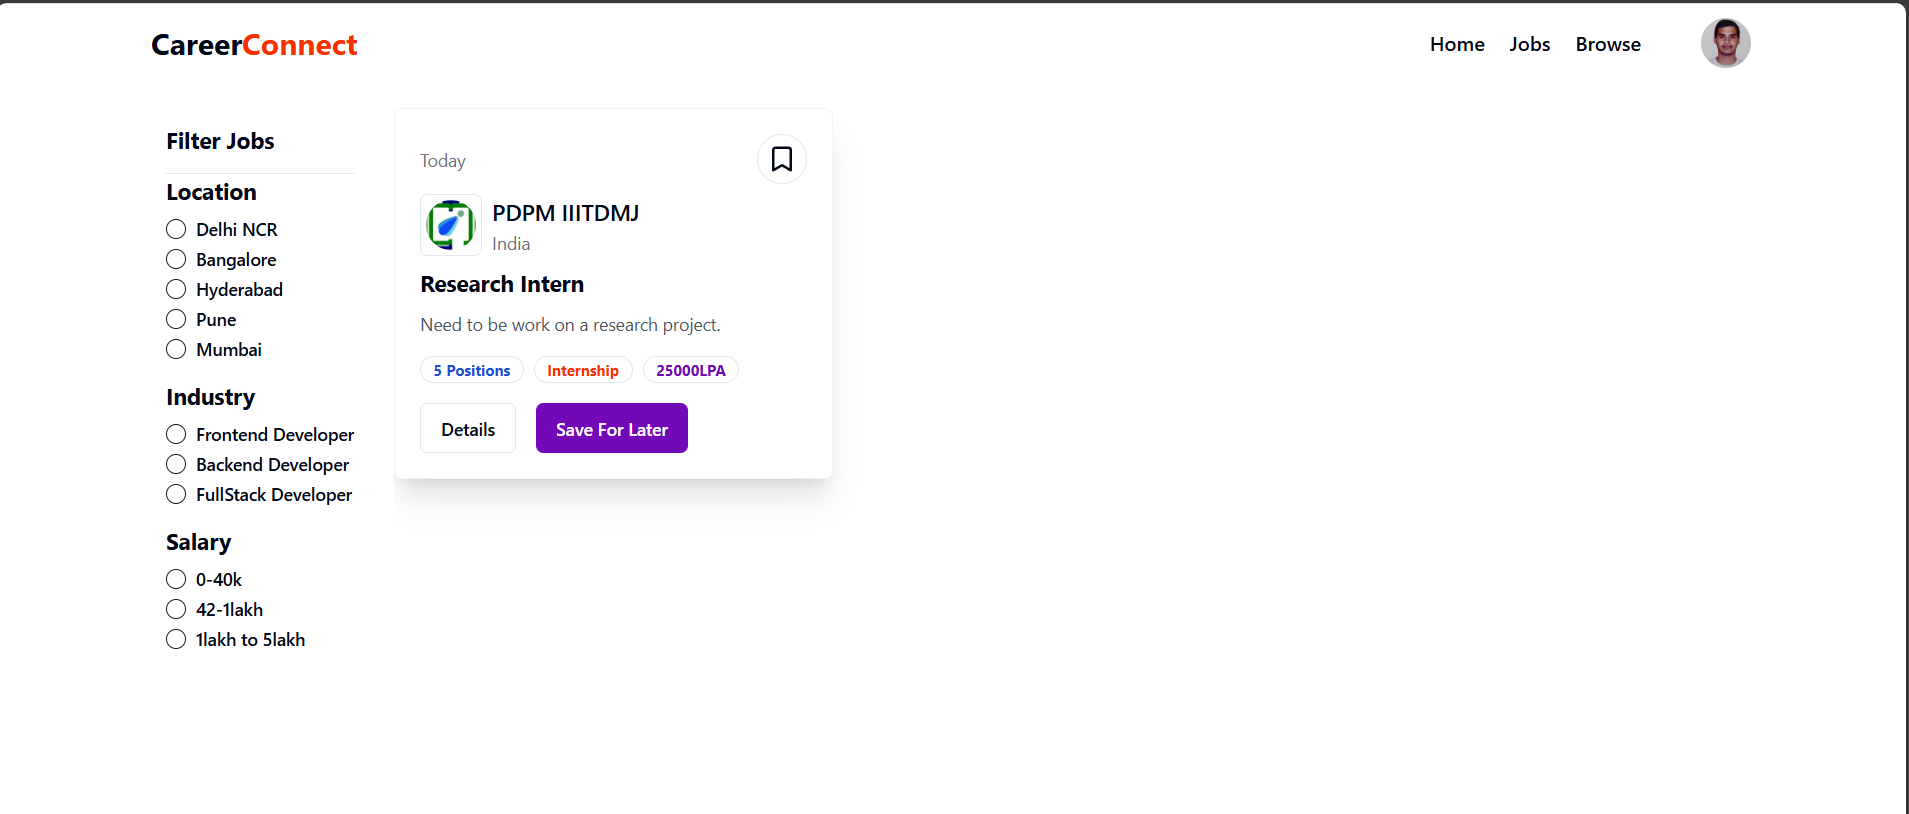 CareerConnect
Home Jobs Browse
Filter Jobs
Location
Delhi NCR
Bangalore
Hyderabad
Pune
Mumbai
Industry
Frontend Developer
Backend Developer
FullStack Developer
Salary
0-40k
42-1lakh
1lakh to 5lakh
Today
PDPM IIITDMJ
India
Research Intern
Need to be work on a research project.
5 Positions Internship 25000LPA
Details Save For Later